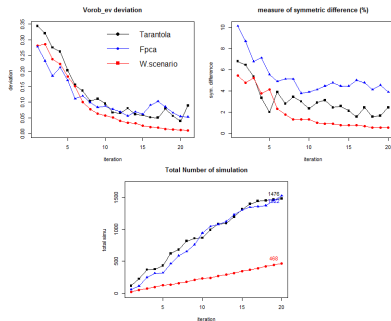 Vorob_ev deviation
deviation
0.00 0.05 0.10 0.15 0.20 0.25 0.30 0.35
Tarantola
Fpca
W.scenario
5 10 15 20
iteration
measure of symmetric difference (%)
sym. difference
0 2 4 6 8 10
5 10 15 20
iteration
Total Number of simulation
total simu
0 500 1000 1500
1476
468
5 10 15 20
iteration